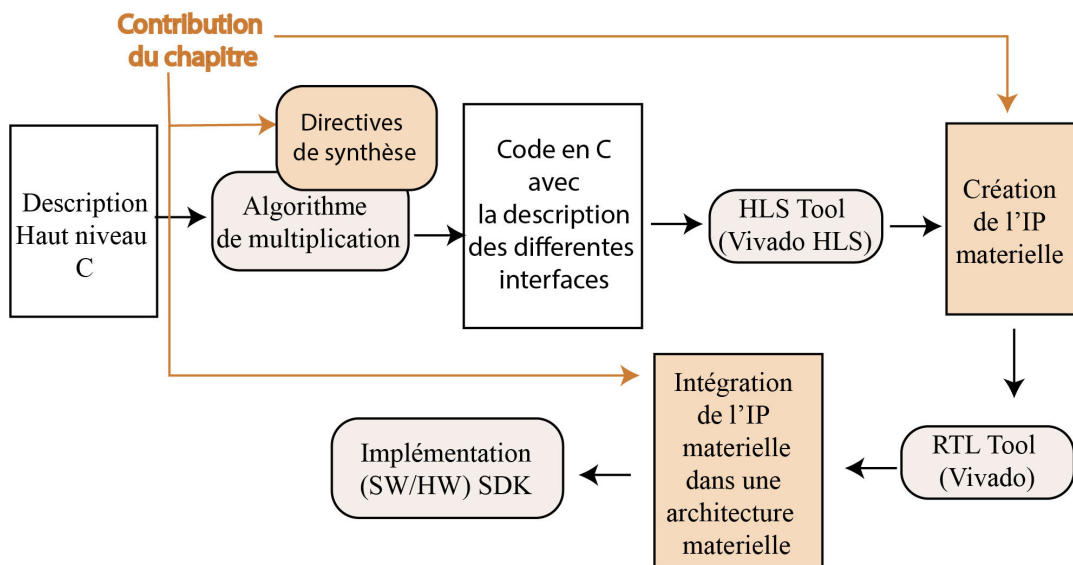 Contribution
du chapitre
Directives
de synthèse
Description
Haut niveau
C
Algorithme
de multiplication
Code en C
avec
la description
des differentes
interfaces
HLS Tool
(Vivado HLS)
Création
de l'IP
materielle
RTL Tool
(Vivado)
Intégration
de l'IP
materielle
dans une
architecture
materielle
Implémentation
(SW/HW) SDK